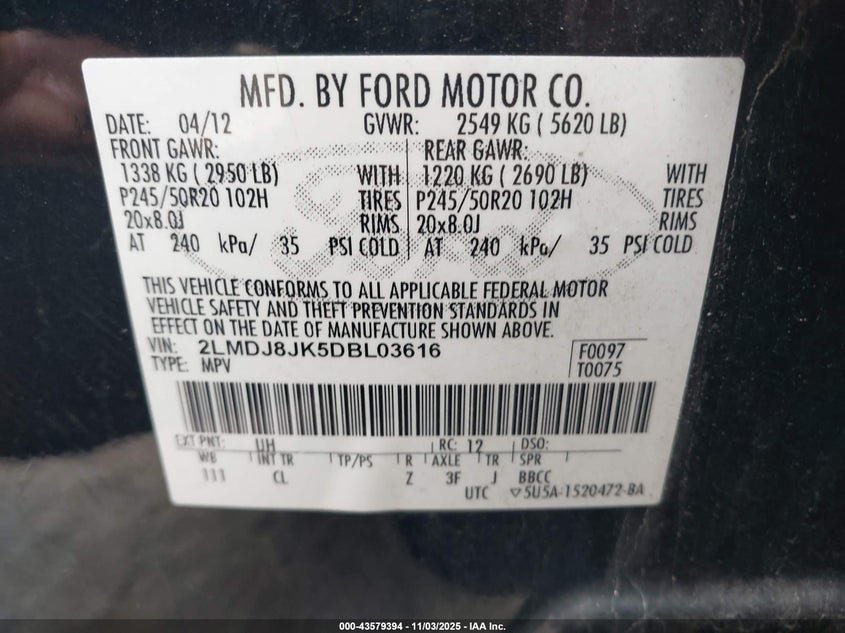 MFD. BY FORD MOTOR CO.
DATE: 04/12 GVWR: 2549 KG ( 5620 LB)
FRONT GAWR: REAR GAWR:
1338 KG ( 2950 LB) WITH 1220 KG ( 2690 LB) WITH
P245/50R20 102H TIRES P245/50R20 102H TIRES
20x8.0J RIMS 20x8.0J RIMS
AT 240 kPa/ 35 PSI COLD AT 240 kPa/ 35 PSI COLD
THIS VEHICLE CONFORMS TO ALL APPLICABLE FEDERAL MOTOR
VEHICLE SAFETY AND THEFT PREVENTION STANDARDS IN
EFFECT ON THE DATE OF MANUFACTURE SHOWN ABOVE.
VIN: 2LMDJ8JK5DBL03616 F0097
TYPE: MPV T0075
EXT PNT: UH RC: 12 DSO:
WB INT TR TP/PS R AXLE TR SPR
111 CL Z 3F J BBCC
UTC ▽5U5A-1520472-BA
000-43579394 - 11/03/2025 - IAA Inc.